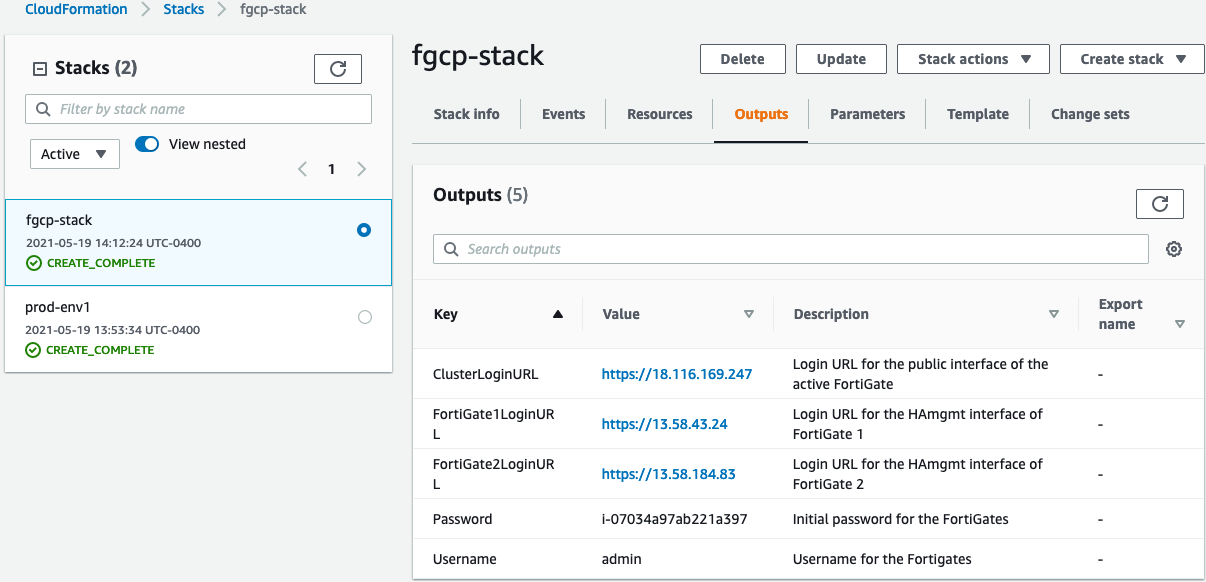 CloudFormation > Stacks > fgcp-stack
Stacks (2)
Filter by stack name
Active
View nested
1
fgcp-stack
2021-05-19 14:12:24 UTC-0400
CREATE_COMPLETE
prod-env1
2021-05-19 13:53:34 UTC-0400
CREATE_COMPLETE
fgcp-stack
Delete Update Stack actions Create stack
Stack info Events Resources Outputs Parameters Template Change sets
Outputs (5)
Search outputs
Key Value Description Export
name
ClusterLoginURL https://18.116.169.247 Login URL for the public interface of the
active FortiGate -
FortiGate1LoginUR
L https://13.58.43.24 Login URL for the HAmgmt interface of
FortiGate 1 -
FortiGate2LoginUR
L https://13.58.184.83 Login URL for the HAmgmt interface of
FortiGate 2 -
Password i-07034a97ab221a397 Initial password for the FortiGates -
Username admin Username for the Fortigates -